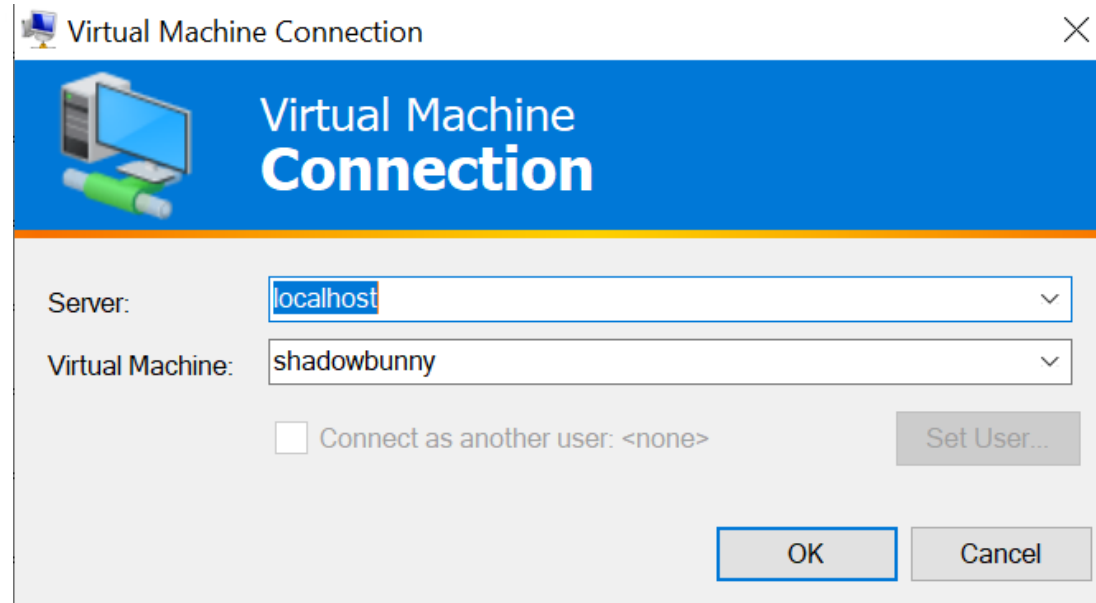 Virtual Machine Connection
Virtual Machine
Connection
Server: localhost
Virtual Machine: shadowbunny
Connect as another user: <none> Set User...
OK Cancel